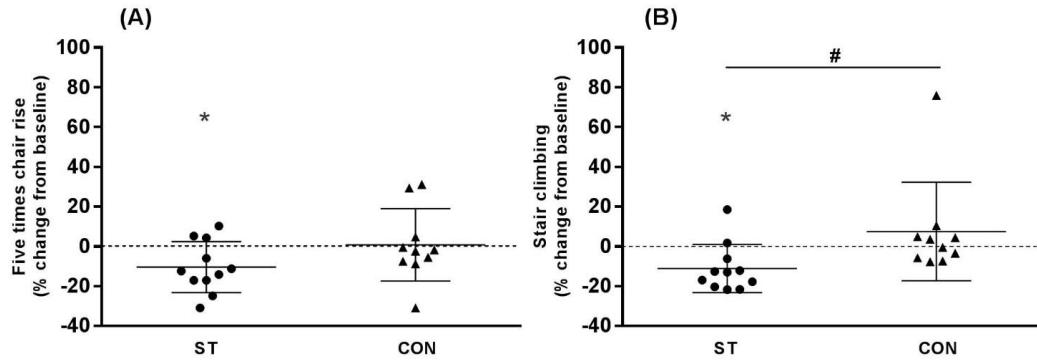 (A)
Five times chair rise
(% change from baseline)
100
80
60
40
20
0
-20
-40
*
ST
CON
(B)
Stair climbing
(% change from baseline)
100
80
60
40
20
0
-20
-40
#
*
ST
CON